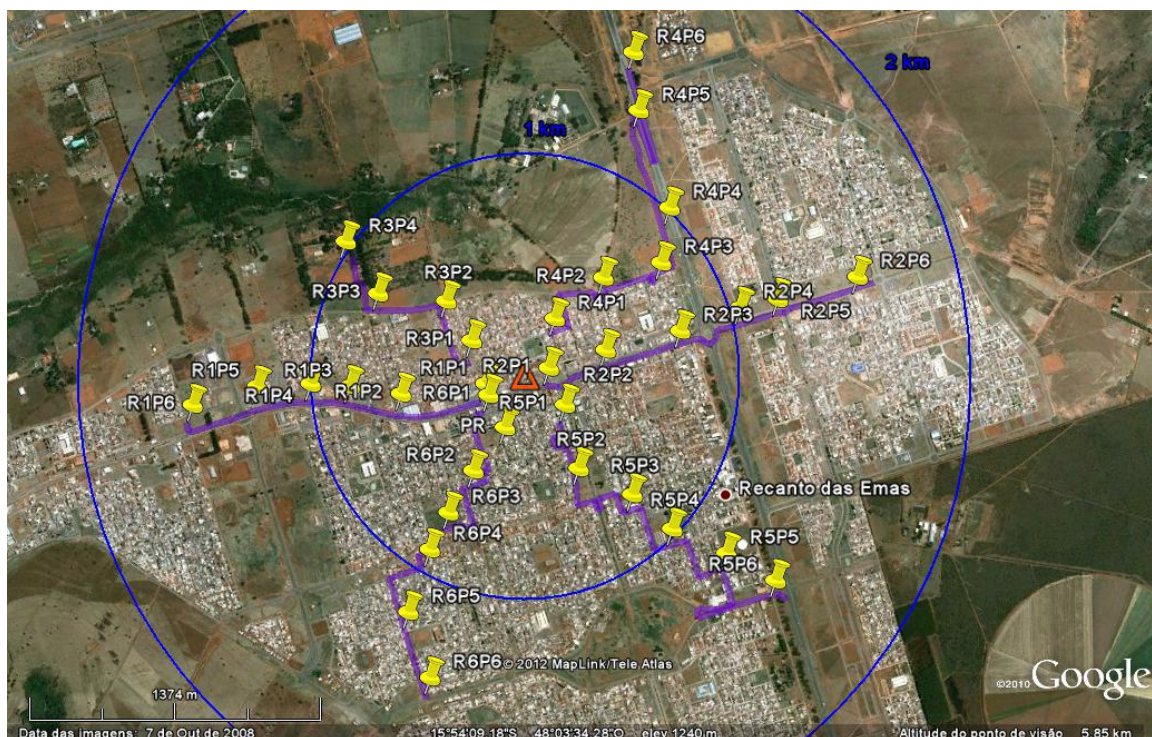 R4P6
2 km
R4P5
1 km
R4P4
R3P4
R4P3
R4P2
R2P6
R3P2
R3P3
R2P4
R4P1
R2P5
R2P3
R3P1
R1P1
R2P1
R2P2
R1P5
R1P3
R1P2
R6P1
R1P4
R1P6
R5P1
PR
R5P2
R6P2
R5P3
R6P3
Recanto das Emas
R5P4
R6P4
R5P5
R5P6
R6P5
R6P6
© 2012 MapLink/Tele Atlas
1374 m
©2010 Google
Data das imagens: 7 de Out de 2008
15°54'09.18"S 48°03'34.28"O elev 1240 m
Altitude do ponto de visão 5.85 km